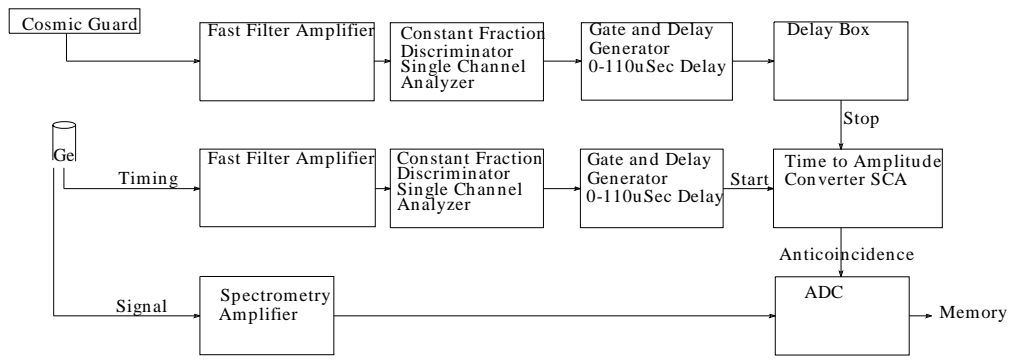 Cosmic Guard
Fast Filter Amplifier
Constant Fraction
Discriminator
Single Channel
Analyzer
Gate and Delay
Generator
0-110uSec Delay
Delay Box
Stop
Ge
Timing
Fast Filter Amplifier
Constant Fraction
Discriminator
Single Channel
Analyzer
Gate and Delay
Generator
0-110uSec Delay
Start
Time to Amplitude
Converter SCA
Anticoincidence
Signal
Spectrometry
Amplifier
ADC
Memory